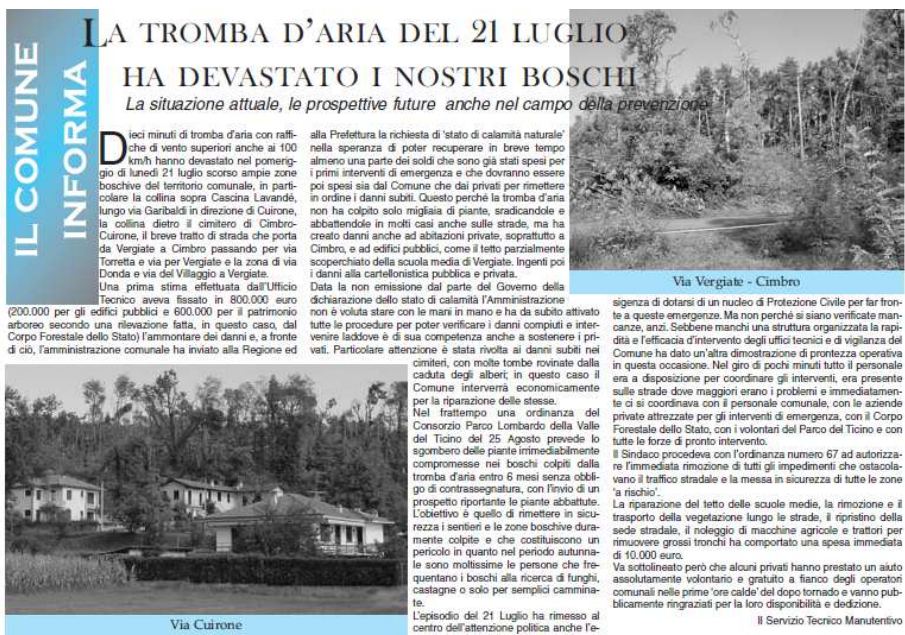 IL COMUNE
INFORMA
LA TROMBA D'ARIA DEL 21 LUGLIO
HA DEVASTATO I NOSTRI BOSCHI
La situazione attuale, le prospettive future anche nel campo della prevenzione
Dieci minuti di tromba d'aria con raffi-
che di vento superiori anche ai 100
km/h hanno devastato nel pomerig-
gio di lunedì 21 luglio scorso ampie zone
boschive del territorio comunale, in parti-
colare la collina sopra Cascina Lavandé,
lungo via Garibaldi in direzione di Cuirone,
la collina dietro il cimitero di Cimbro-
Cuirone, il breve tratto di strada che porta
da Vergiate a Cimbro passando per via
Torretta e via per Vergiate e la zona di via
Donda e via del Villaggio a Vergiate.
Una prima stima effettuata dall'Ufficio
Tecnico aveva fissato in 800.000 euro
(200.000 per gli edifici pubblici e 600.000 per il patrimonio
arboreo secondo una rilevazione fatta, in questo caso, dal
Corpo Forestale dello Stato) l'ammontare dei danni e, a fronte
di ciò, l'amministrazione comunale ha inviato alla Regione ed
alla Prefettura la richiesta di 'stato di calamità naturale'
nella speranza di poter recuperare in breve tempo
almeno una parte dei soldi che sono già stati spesi per
i primi interventi di emergenza e che dovranno essere
poi spesi sia dal Comune che dai privati per rimettere
in ordine i danni subiti. Questo perché la tromba d'aria
non ha colpito solo migliaia di piante, sradicandole e
abbattendole in molti casi anche sulle strade, ma ha
creato danni anche ad abitazioni private, soprattutto a
Cimbro, e ad edifici pubblici, come il tetto parzialmente
scoperchiato della scuola media di Vergiate. Ingenti poi
i danni alla cartellonistica pubblica e privata.
Data la non emissione dal parte del Governo della
dichiarazione dello stato di calamità l'Amministrazione
non è voluta stare con le mani in mano e ha da subito attivato
tutte le procedure per poter verificare i danni compiuti e inter-
venire laddove è di sua competenza anche a sostenere i pri-
vati. Particolare attenzione è stata rivolta ai danni subiti nei
cimiteri, con molte tombe rovinate dalla
caduta degli alberi; in questo caso il
Comune interverrà economicamente
per la riparazione delle stesse.
Nel frattempo una ordinanza del
Consorzio Parco Lombardo della Valle
del Ticino del 25 Agosto prevede lo
sgombero delle piante irrimediabilmente
compromesse nei boschi colpiti dalla
tromba d'aria entro 6 mesi senza obbli-
go di contrassegnatura, con l'invio di un
prospetto riportante le piante abbattute.
L'obiettivo è quello di rimettere in sicu-
rezza i sentieri e le zone boschive dura-
mente colpite e che costituiscono un
pericolo in quanto nel periodo autunna-
le sono moltissime le persone che fre-
quentano i boschi alla ricerca di funghi,
castagne o solo per semplici cammina-
te.
L'episodio del 21 Luglio ha rimesso al
centro dell'attenzione politica anche l'e-
Via Vergiate - Cimbro
sigenza di dotarsi di un nucleo di Protezione Civile per far fron-
te a queste emergenze. Ma non perché si siano verificate man-
canze, anzi. Sebbene manchi una struttura organizzata la rapi-
dità e l'efficacia d'intervento degli uffici tecnici e di vigilanza del
Comune ha dato un'altra dimostrazione di prontezza operativa
in questa occasione. Nel giro di pochi minuti tutto il personale
era a disposizione per coordinare gli interventi, era presente
sulle strade dove maggiori erano i problemi e immediatamen-
te ci si coordinava con il personale comunale, con le aziende
private attrezzate per gli interventi di emergenza, con il Corpo
Forestale dello Stato, con i volontari del Parco del Ticino e con
tutte le forze di pronto intervento.
Il Sindaco procedeva con l'ordinanza numero 67 ad autorizza-
re l'immediata rimozione di tutti gli impedimenti che ostacola-
vano il traffico stradale e la messa in sicurezza di tutte le zone
'a rischio'.
La riparazione del tetto delle scuole medie, la rimozione e il
trasporto della vegetazione lungo le strade, il ripristino della
sede stradale, il noleggio di macchine agricole e trattori per
rimuovere grossi tronchi ha comportato una spesa immediata
di 10.000 euro.
Va sottolineato però che alcuni privati hanno prestato un aiuto
assolutamente volontario e gratuito a fianco degli operatori
comunali nelle prime 'ore calde' del dopo tornado e vanno pub-
blicamente ringraziati per la loro disponibilità e dedizione.
Il Servizio Tecnico Manutentivo
Via Cuirone